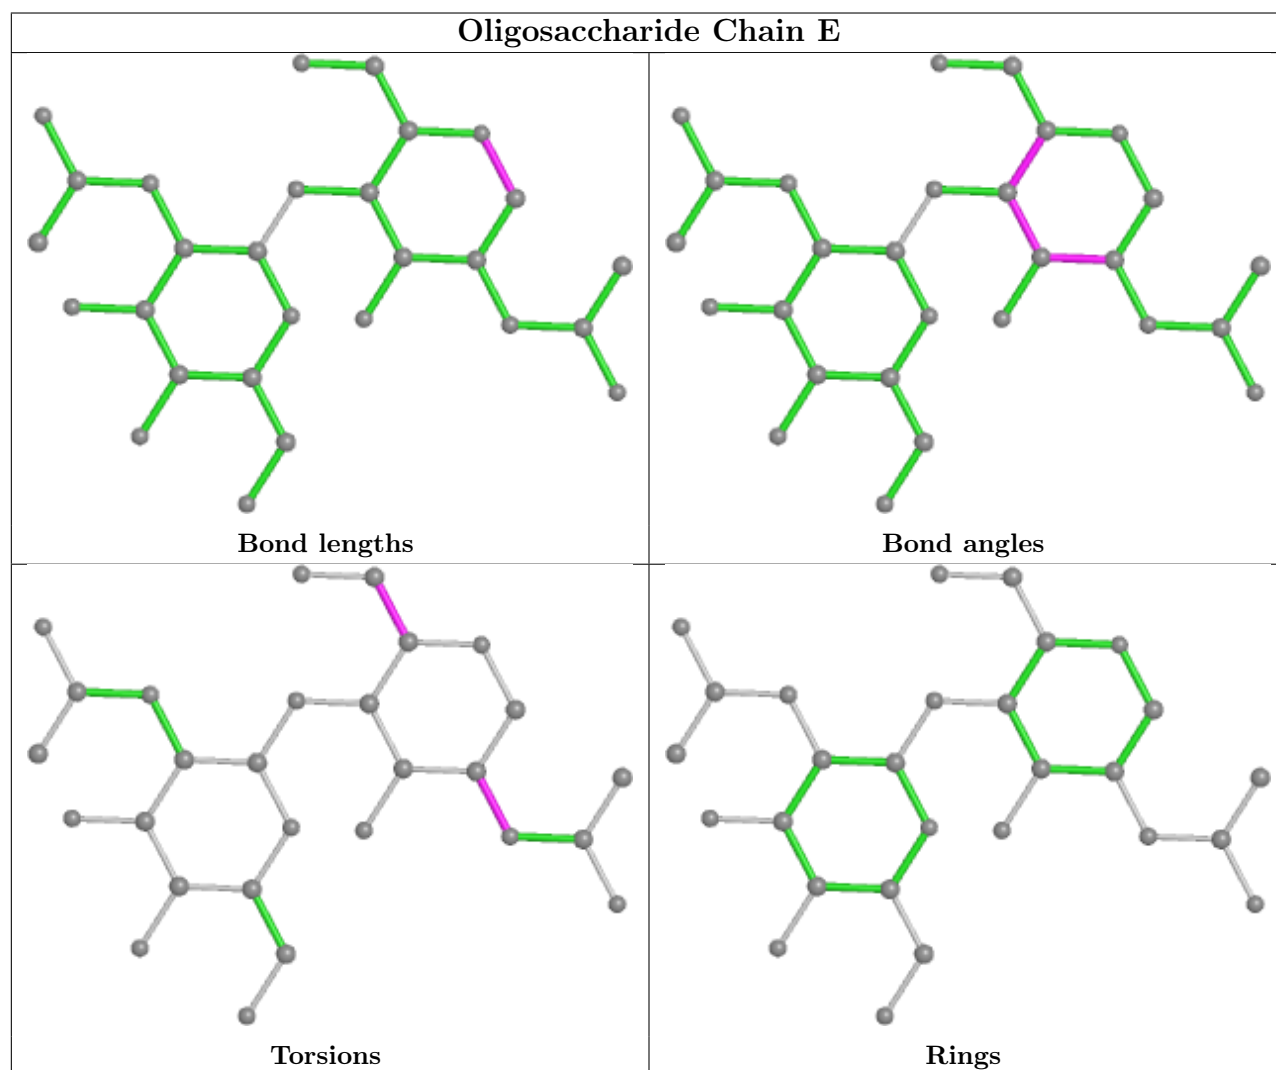 Oligosaccharide Chain E
Bond lengths
Bond angles
Torsions
Rings